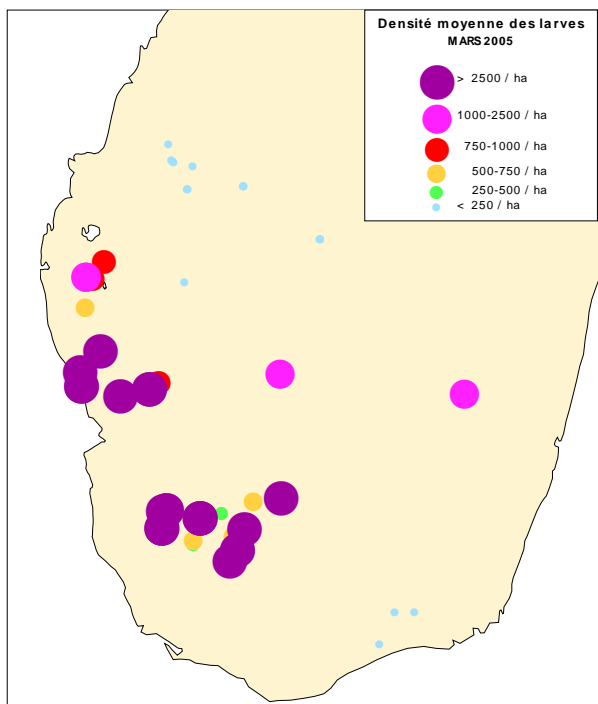 Densité moyenne des larves
MARS 2005
> 2500 / ha
1000-2500 / ha
750-1000 / ha
500-750 / ha
250-500 / ha
< 250 / ha